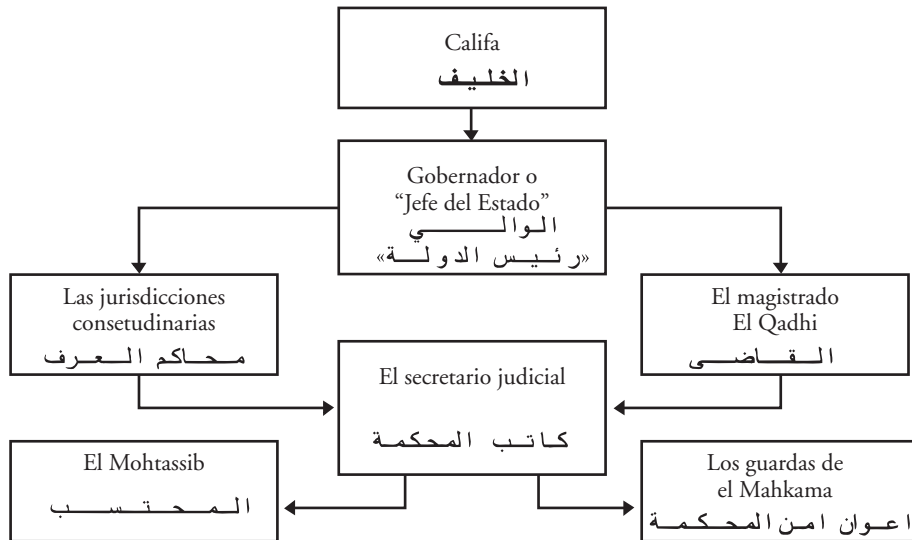 Califa
الخليف
Gobernador o
“Jefe del Estado”
الوالي
«رئيس الدولة»
Las jurisdicciones
consetudinarias
محاكم العرف
El magistrado
El Qadhi
القاضى
El secretario judicial
كاتب المحكمة
El Mohtassib
المحتسب
Los guardas de
el Mahkama
اعوان امن المحكمة